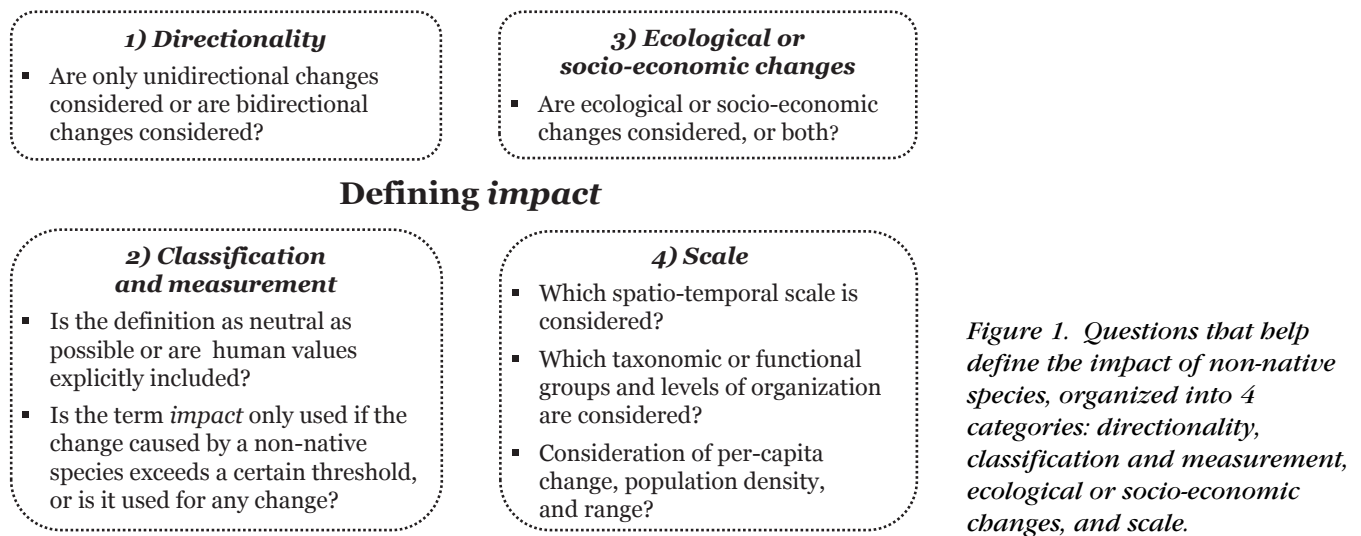 1) Directionality
▪ Are only unidirectional changes
considered or are bidirectional
changes considered?
3) Ecological or
socio-economic changes
▪ Are ecological or socio-economic
changes considered, or both?
Defining impact
2) Classification
and measurement
▪ Is the definition as neutral as
possible or are human values
explicitly included?
▪ Is the term impact only used if the
change caused by a non-native
species exceeds a certain threshold,
or is it used for any change?
4) Scale
▪ Which spatio-temporal scale is
considered?
▪ Which taxonomic or functional
groups and levels of organization
are considered?
▪ Consideration of per-capita
change, population density,
and range?
Figure 1. Questions that help
define the impact of non-native
species, organized into 4
categories: directionality,
classification and measurement,
ecological or socio-economic
changes, and scale.